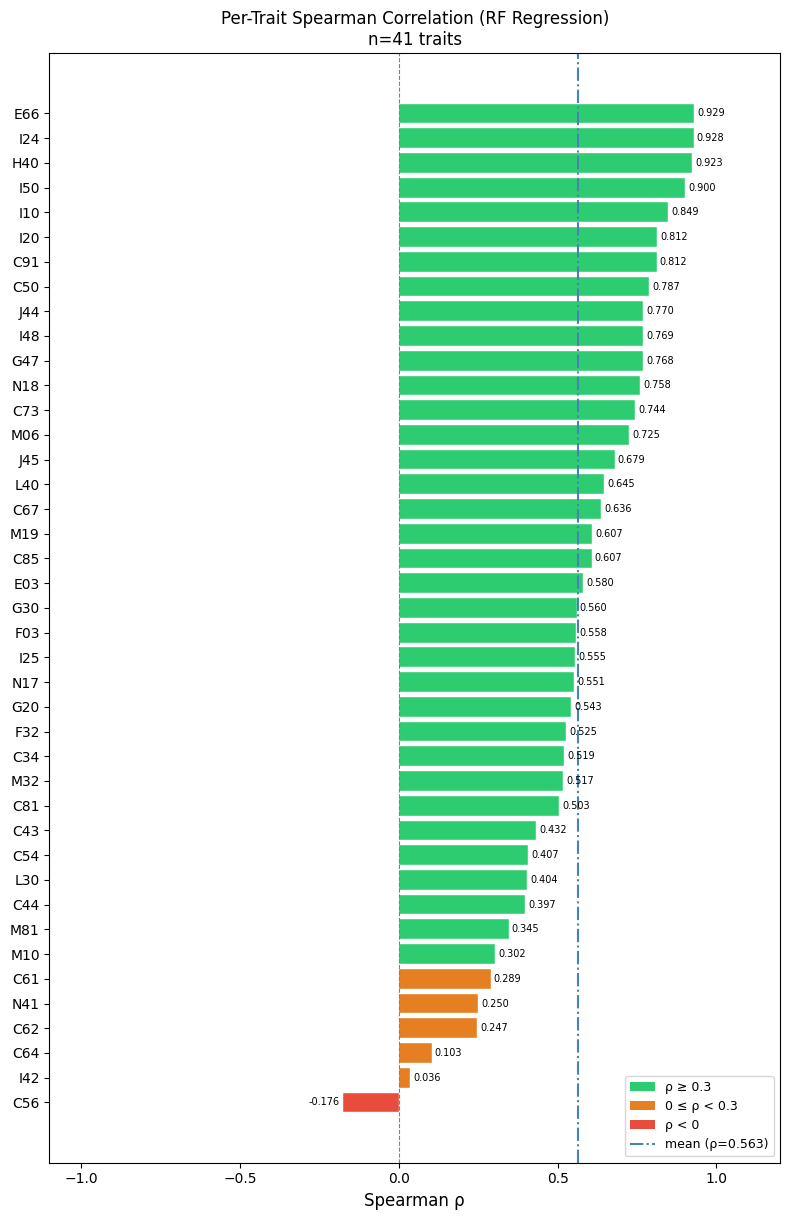 Per-Trait Spearman Correlation (RF Regression)
n=41 traits
E66 0.929
I24 0.928
H40 0.923
I50 0.900
I10 0.849
I20 0.812
C91 0.812
C50 0.787
J44 0.770
I48 0.769
G47 0.768
N18 0.758
C73 0.744
M06 0.725
J45 0.679
L40 0.645
C67 0.636
M19 0.607
C85 0.607
E03 0.580
G30 0.560
F03 0.558
I25 0.555
N17 0.551
G20 0.543
F32 0.525
C34 0.519
M32 0.517
C81 0.503
C43 0.432
C54 0.407
L30 0.404
C44 0.397
M81 0.345
M10 0.302
C61 0.289
N41 0.250
C62 0.247
C64 0.103
I42 0.036
C56 -0.176
ρ ≥ 0.3
0 ≤ ρ < 0.3
ρ < 0
mean (ρ=0.563)
−1.0 −0.5 0.0 0.5 1.0
Spearman ρ